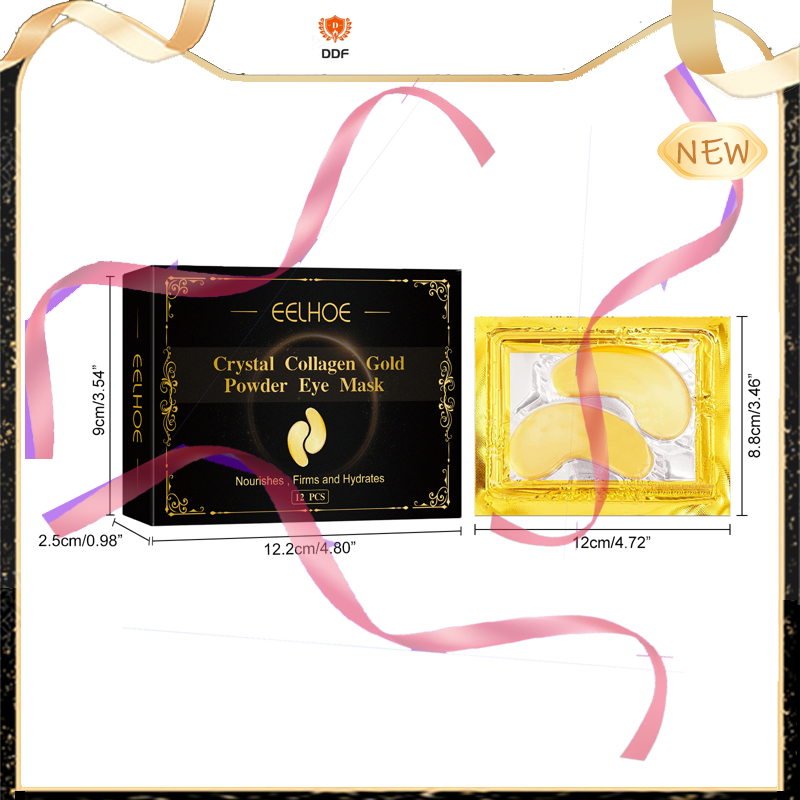 D
DDF
NEW
EELHOE
Crystal Collagen Gold
Powder Eye Mask
Nourishes , Firms and Hydrates
12 PCS
EELHOE
9cm/3.54”
2.5cm/0.98”
12.2cm/4.80”
8.8cm/3.46”
12cm/4.72”